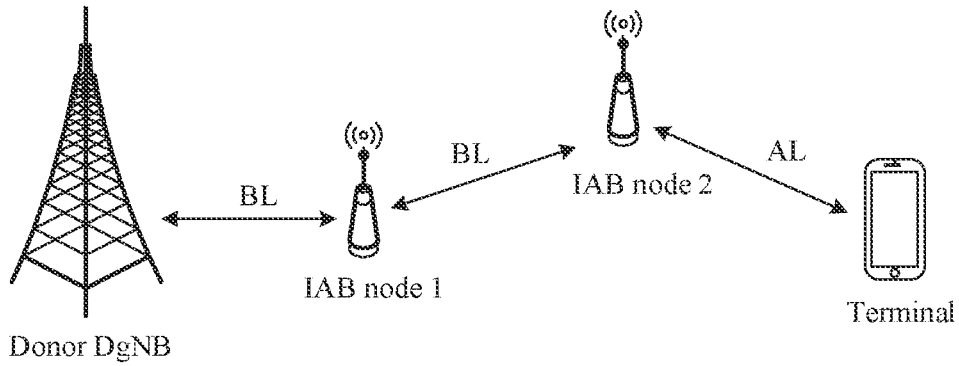 BL
BL
AL
IAB node 1
IAB node 2
Terminal
Donor DgNB